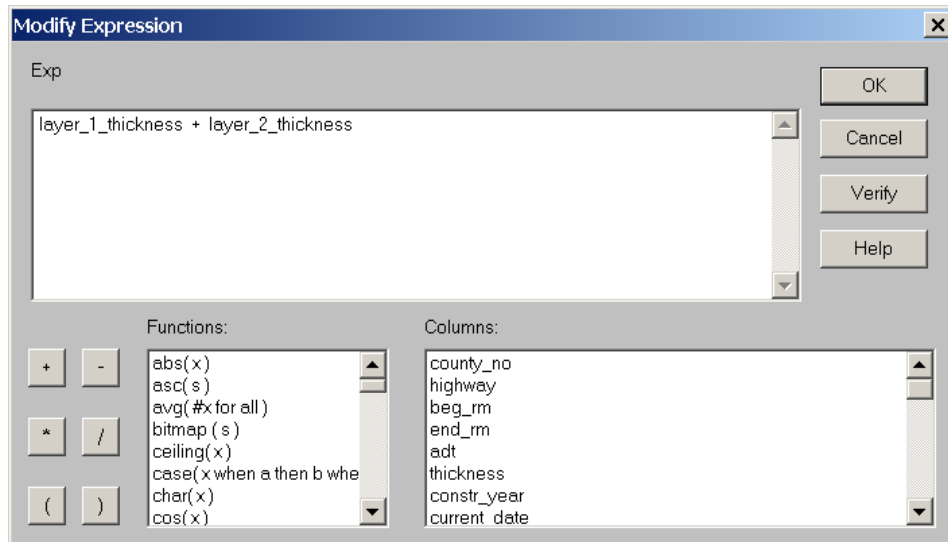 Modify Expression
Exp
OK
layer_1_thickness + layer_2_thickness
Cancel
Verify
Help
Functions:
Columns:
+ -
* /
( )
abs(x)
asc(s)
avg(#x for all)
bitmap (s)
ceiling(x)
case(x when a then b whe
char(x)
cos(x)
county_no
highway
beg_rm
end_rm
adt
thickness
constr_year
current_date